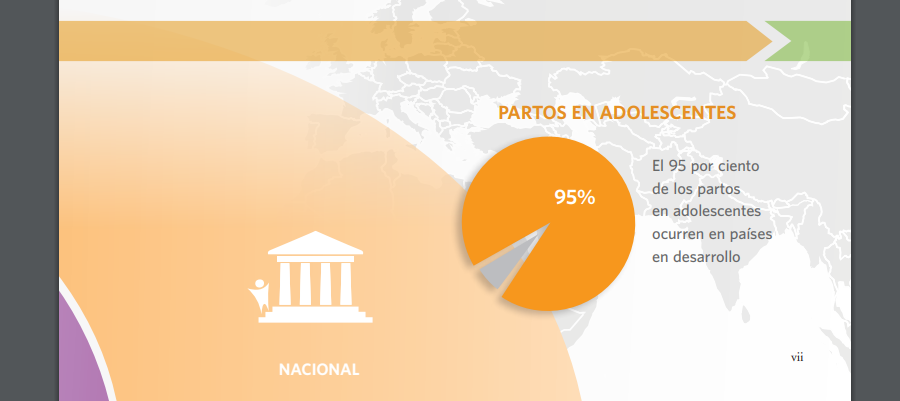 PARTOS EN ADOLESCENTES
95%
El 95 por ciento
de los partos
en adolescentes
ocurren en países
en desarrollo
NACIONAL
vii